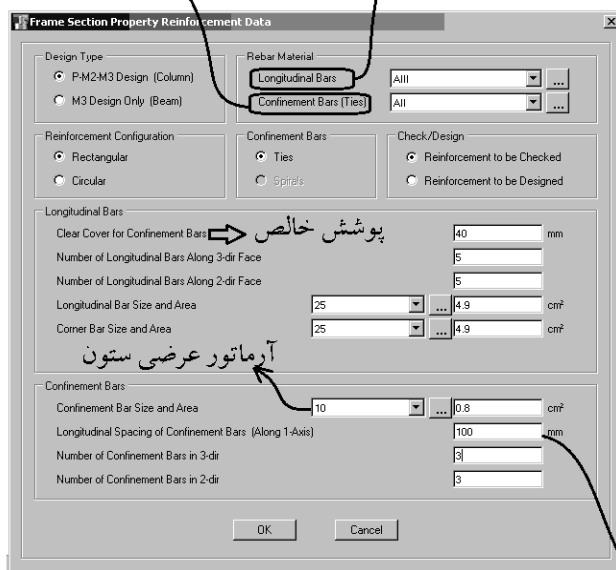 Frame Section Property Reinforcement Data
Design Type
P-M2-M3 Design (Column)
M3 Design Only (Beam)
Rebar Material
Longitudinal Bars AIII ...
Confinement Bars (Ties) AII ...
Reinforcement Configuration
Rectangular
Circular
Confinement Bars
Ties
Spirals
Check/Design
Reinforcement to be Checked
Reinforcement to be Designed
Longitudinal Bars
Clear Cover for Confinement Bars پوشش خالص 40 mm
Number of Longitudinal Bars Along 3-dir Face 5
Number of Longitudinal Bars Along 2-dir Face 5
Longitudinal Bar Size and Area 25 ... 4.9 cm²
Corner Bar Size and Area 25 ... 4.9 cm²
آرماتور عرضی ستون
Confinement Bars
Confinement Bar Size and Area 10 ... 0.8 cm²
Longitudinal Spacing of Confinement Bars (Along 1-Axis) 100 mm
Number of Confinement Bars in 3-dir 3
Number of Confinement Bars in 2-dir 3
OK Cancel